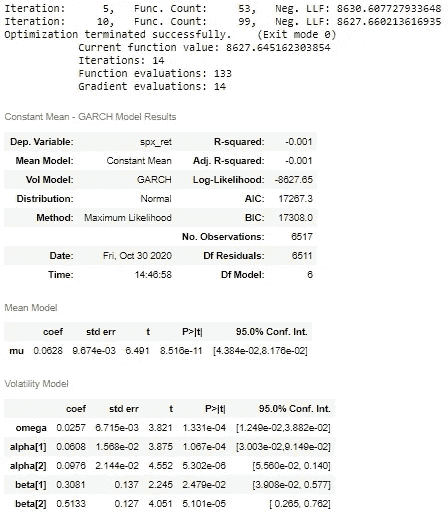 Iteration: 5, Func. Count: 53, Neg. LLF: 8630.607727933648
Iteration: 10, Func. Count: 99, Neg. LLF: 8627.660213616935
Optimization terminated successfully. (Exit mode 0)
Current function value: 8627.645162303854
Iterations: 14
Function evaluations: 133
Gradient evaluations: 14
Constant Mean - GARCH Model Results
Dep. Variable: spx_ret R-squared: -0.001
Mean Model: Constant Mean Adj. R-squared: -0.001
Vol Model: GARCH Log-Likelihood: -8627.65
Distribution: Normal AIC: 17267.3
Method: Maximum Likelihood BIC: 17308.0
No. Observations: 6517
Date: Fri, Oct 30 2020 Df Residuals: 6511
Time: 14:46:58 Df Model: 6
Mean Model
coef std err t P>|t| 95.0% Conf. Int.
mu 0.0628 9.674e-03 6.491 8.516e-11 [4.384e-02,8.176e-02]
Volatility Model
coef std err t P>|t| 95.0% Conf. Int.
omega 0.0257 6.715e-03 3.821 1.331e-04 [1.249e-02,3.882e-02]
alpha[1] 0.0608 1.568e-02 3.875 1.067e-04 [3.003e-02,9.149e-02]
alpha[2] 0.0976 2.144e-02 4.552 5.302e-06 [5.560e-02, 0.140]
beta[1] 0.3081 0.137 2.245 2.479e-02 [3.908e-02, 0.577]
beta[2] 0.5133 0.127 4.051 5.101e-05 [ 0.265, 0.762]